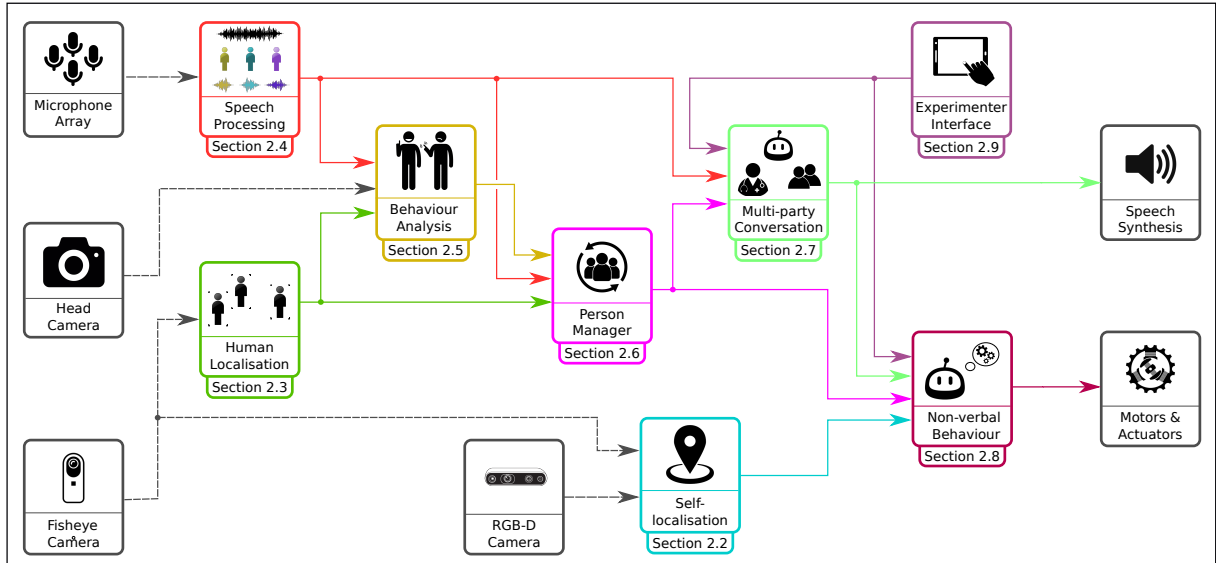 Microphone
Array
Speech
Processing
Section 2.4
Experimenter
Interface
Section 2.9
Behaviour
Analysis
Section 2.5
Multi-party
Conversation
Section 2.7
Speech
Synthesis
Head
Camera
Human
Localisation
Section 2.3
Person
Manager
Section 2.6
Non-verbal
Behaviour
Section 2.8
Motors &
Actuators
Fisheye
Camera
RGB-D
Camera
Self-
localisation
Section 2.2